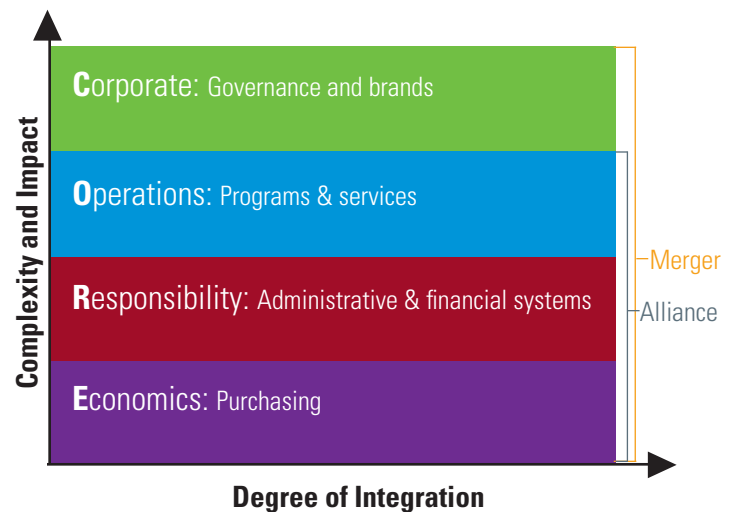 Complexity and Impact
Corporate: Governance and brands
Operations: Programs & services
Responsibility: Administrative & financial systems
Economics: Purchasing
Merger
Alliance
Degree of Integration